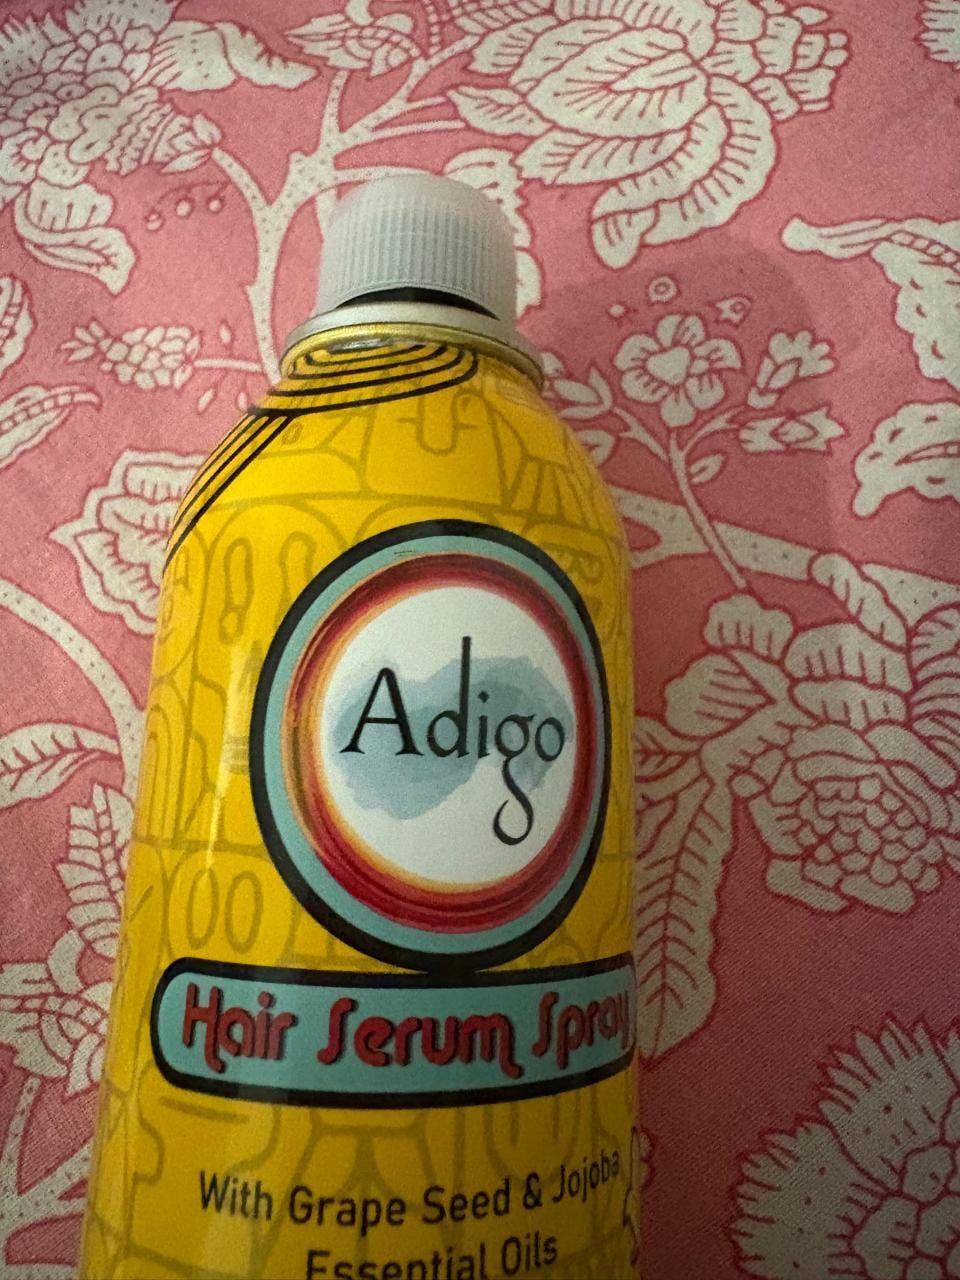 Adigo
Hair Serum Spray
With Grape Seed & Jojoba
Essential Oils